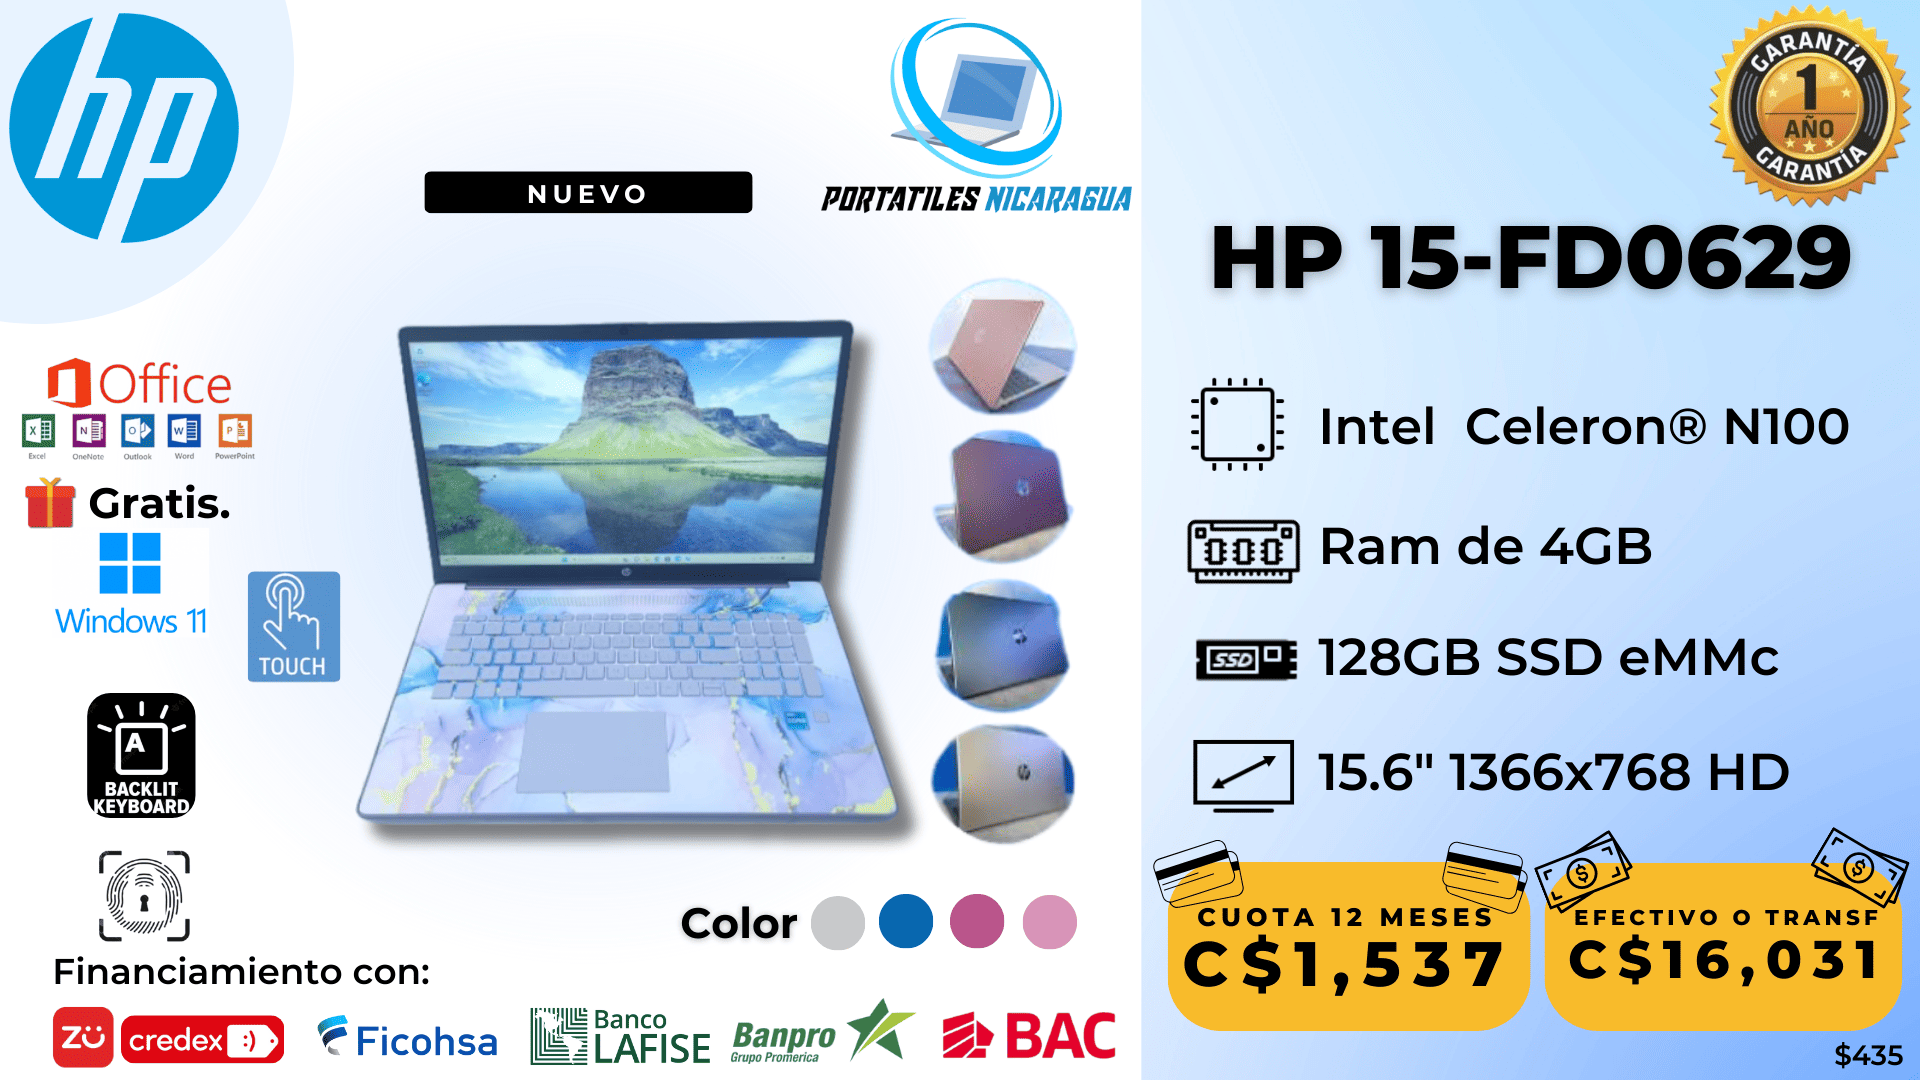 hp
NUEVO
PORTATILES NICARAGUA
GARANTÍA
1
AÑO
GARANTÍA
HP 15-FD0629
Office
Excel
OneNote
Outlook
Word
PowerPoint
Gratis.
Windows 11
TOUCH
A
BACKLIT
KEYBOARD
Intel Celeron® N100
Ram de 4GB
SSD
128GB SSD eMMc
15.6" 1366x768 HD
Color
CUOTA 12 MESES
C$1,537
EFECTIVO O TRANSF
C$16,031
$435
Financiamiento con:
ZU
credex
Ficohsa
Banco
LAFISE
Banpro
Grupo Promerica
BAC